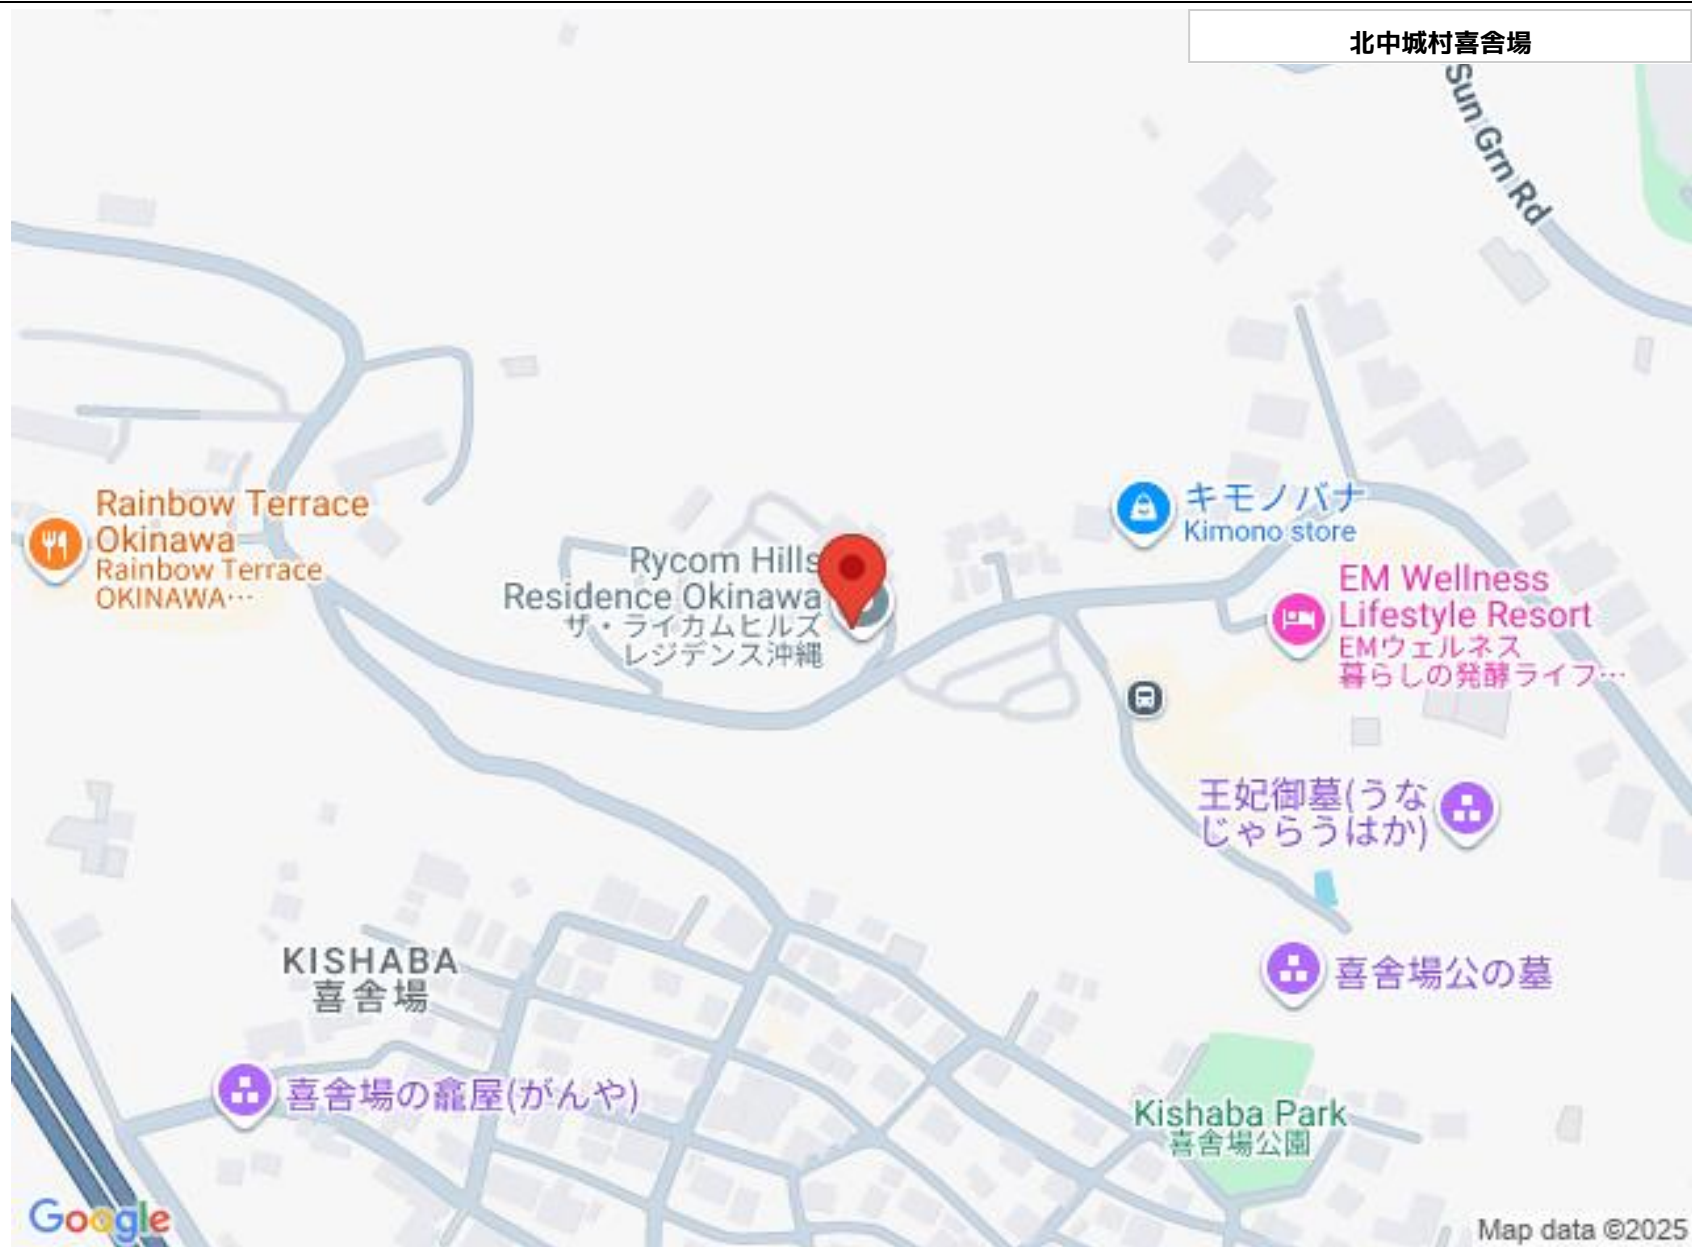 北中城村喜舎場
Sun Grn Rd
Rainbow Terrace
Okinawa
Rainbow Terrace
OKINAWA…
Rycom Hills
Residence Okinawa
ザ・ライカムヒルズ
レジデンス沖縄
キモノバナ
Kimono store
EM Wellness
Lifestyle Resort
EMウェルネス
暮らしの発酵ライフ…
王妃御墓(うな
じゃらうはか)
KISHABA
喜舎場
喜舎場公の墓
喜舎場の龕屋(がんや)
Kishaba Park
喜舎場公園
Google
Map data ©2025